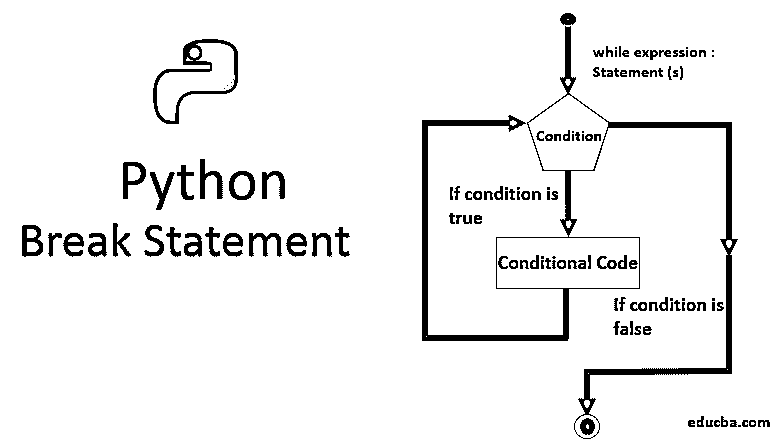 Python
Break Statement
while expression :
Statement (s)
Condition
If condition is
true
Conditional Code
If condition is
false
educba.com